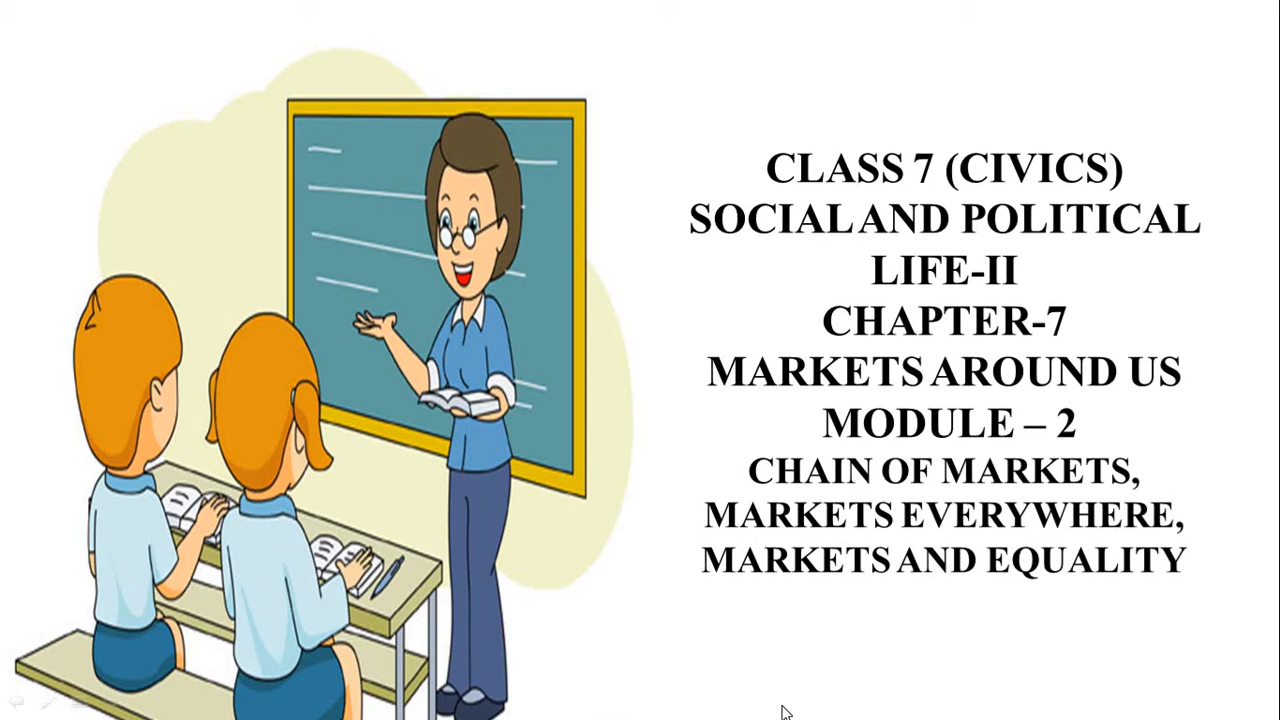 CLASS 7 (CIVICS)
SOCIAL AND POLITICAL
LIFE-II
CHAPTER-7
MARKETS AROUND US
MODULE – 2
CHAIN OF MARKETS,
MARKETS EVERYWHERE,
MARKETS AND EQUALITY